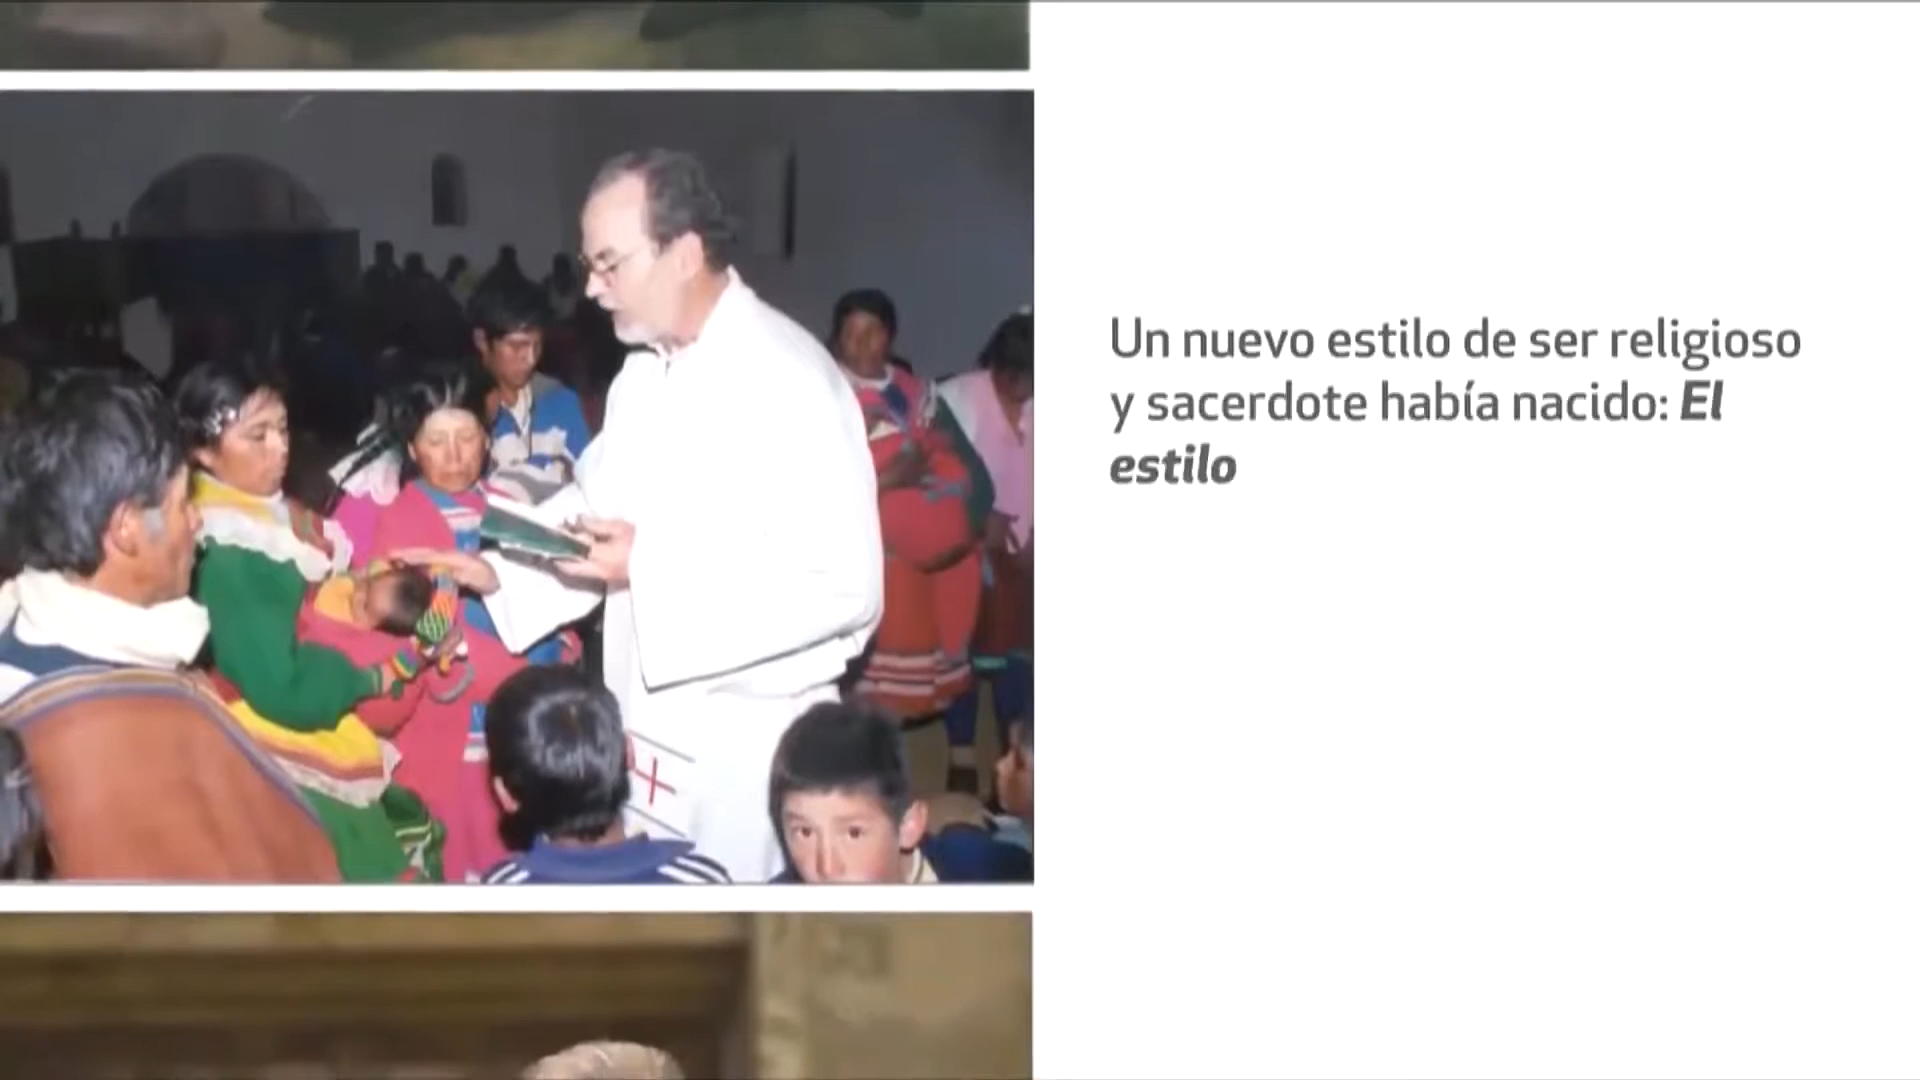 Un nuevo estilo de ser religioso
y sacerdote había nacido: El
estilo